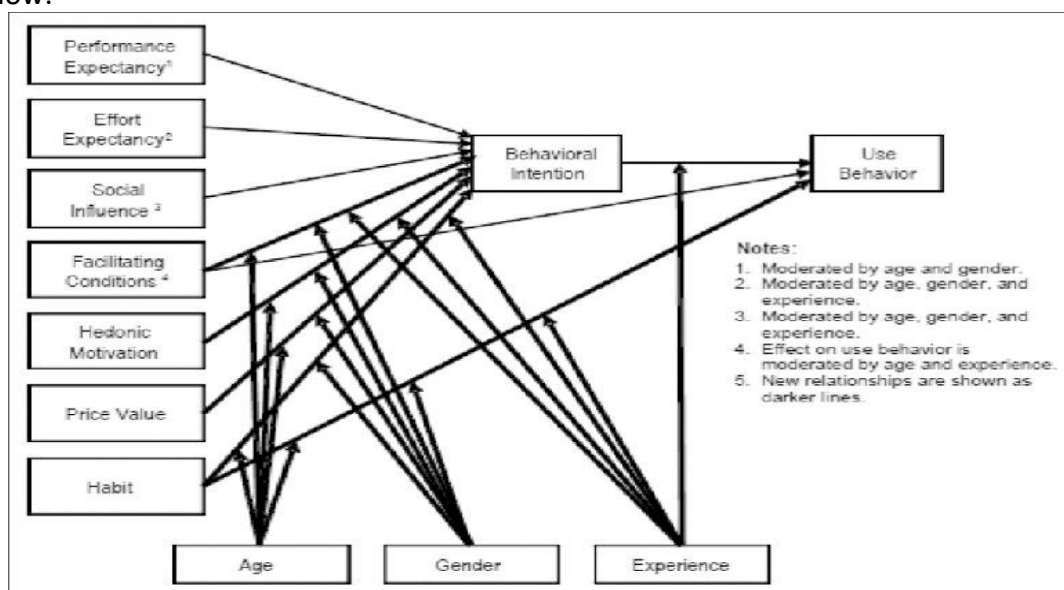 Performance
Expectancy1
Effort
Expectancy2
Social
Influence 3
Facilitating
Conditions 4
Hedonic
Motivation
Price Value
Habit
Behavioral
Intention
Use
Behavior
Notes:
1. Moderated by age and gender.
2. Moderated by age, gender, and
experience.
3. Moderated by age, gender, and
experience.
4. Effect on use behavior is
moderated by age and experience.
5. New relationships are shown as
darker lines.
Age
Gender
Experience